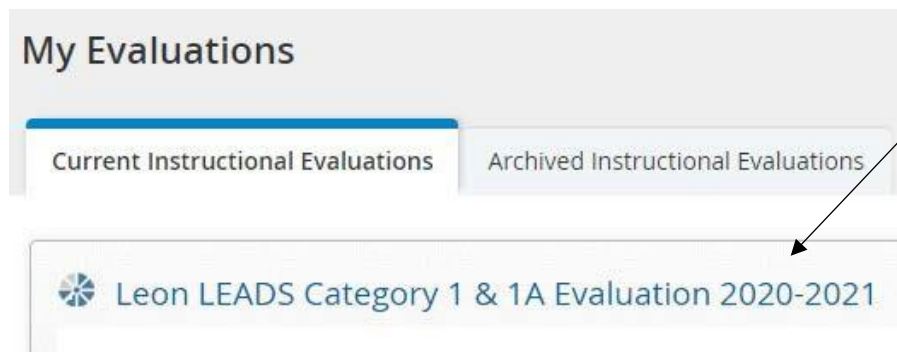 My Evaluations
Current Instructional Evaluations Archived Instructional Evaluations
Leon LEADS Category 1 & 1A Evaluation 2020-2021